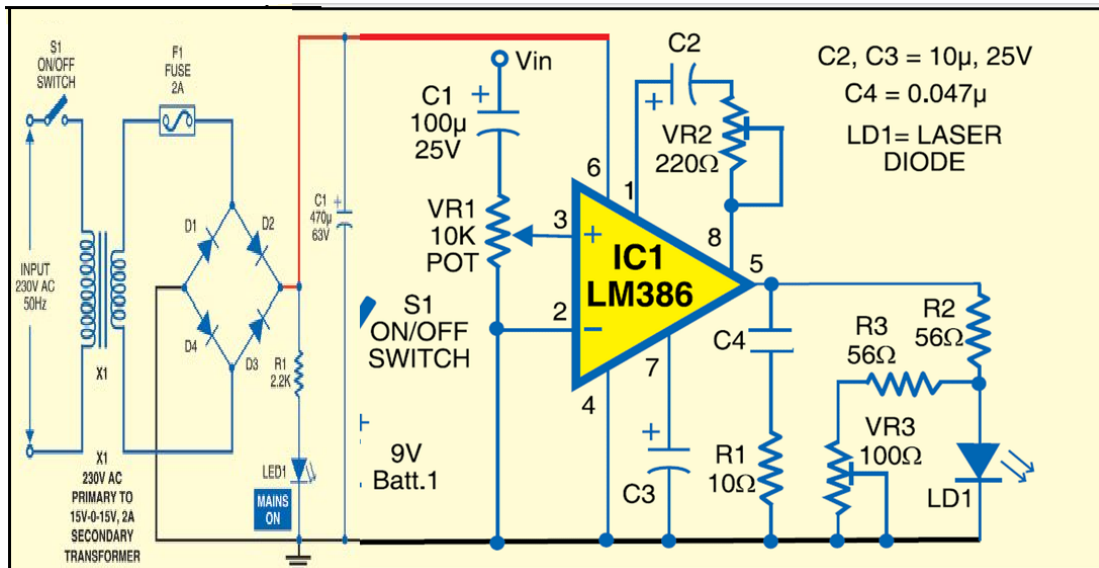 S1
ON/OFF
SWITCH
F1
FUSE
2A
INPUT
230V AC
50Hz
X1
X1
230V AC
PRIMARY TO
15V-0-15V, 2A
SECONDARY
TRANSFORMER
D1
D2
D4
D3
R1
2.2K
LED1
MAINS
ON
+
C1
470µ
63V
Vin
C1
+
100µ
25V
VR1
10K
POT
S1
ON/OFF
SWITCH
+
9V
Batt.1
C2
+
VR2
220Ω
6
1
3
+
8
IC1
LM386
5
2
−
7
4
+
C3
C4
R1
10Ω
R3
56Ω
R2
56Ω
VR3
100Ω
LD1
C2, C3 = 10µ, 25V
C4 = 0.047µ
LD1= LASER
DIODE